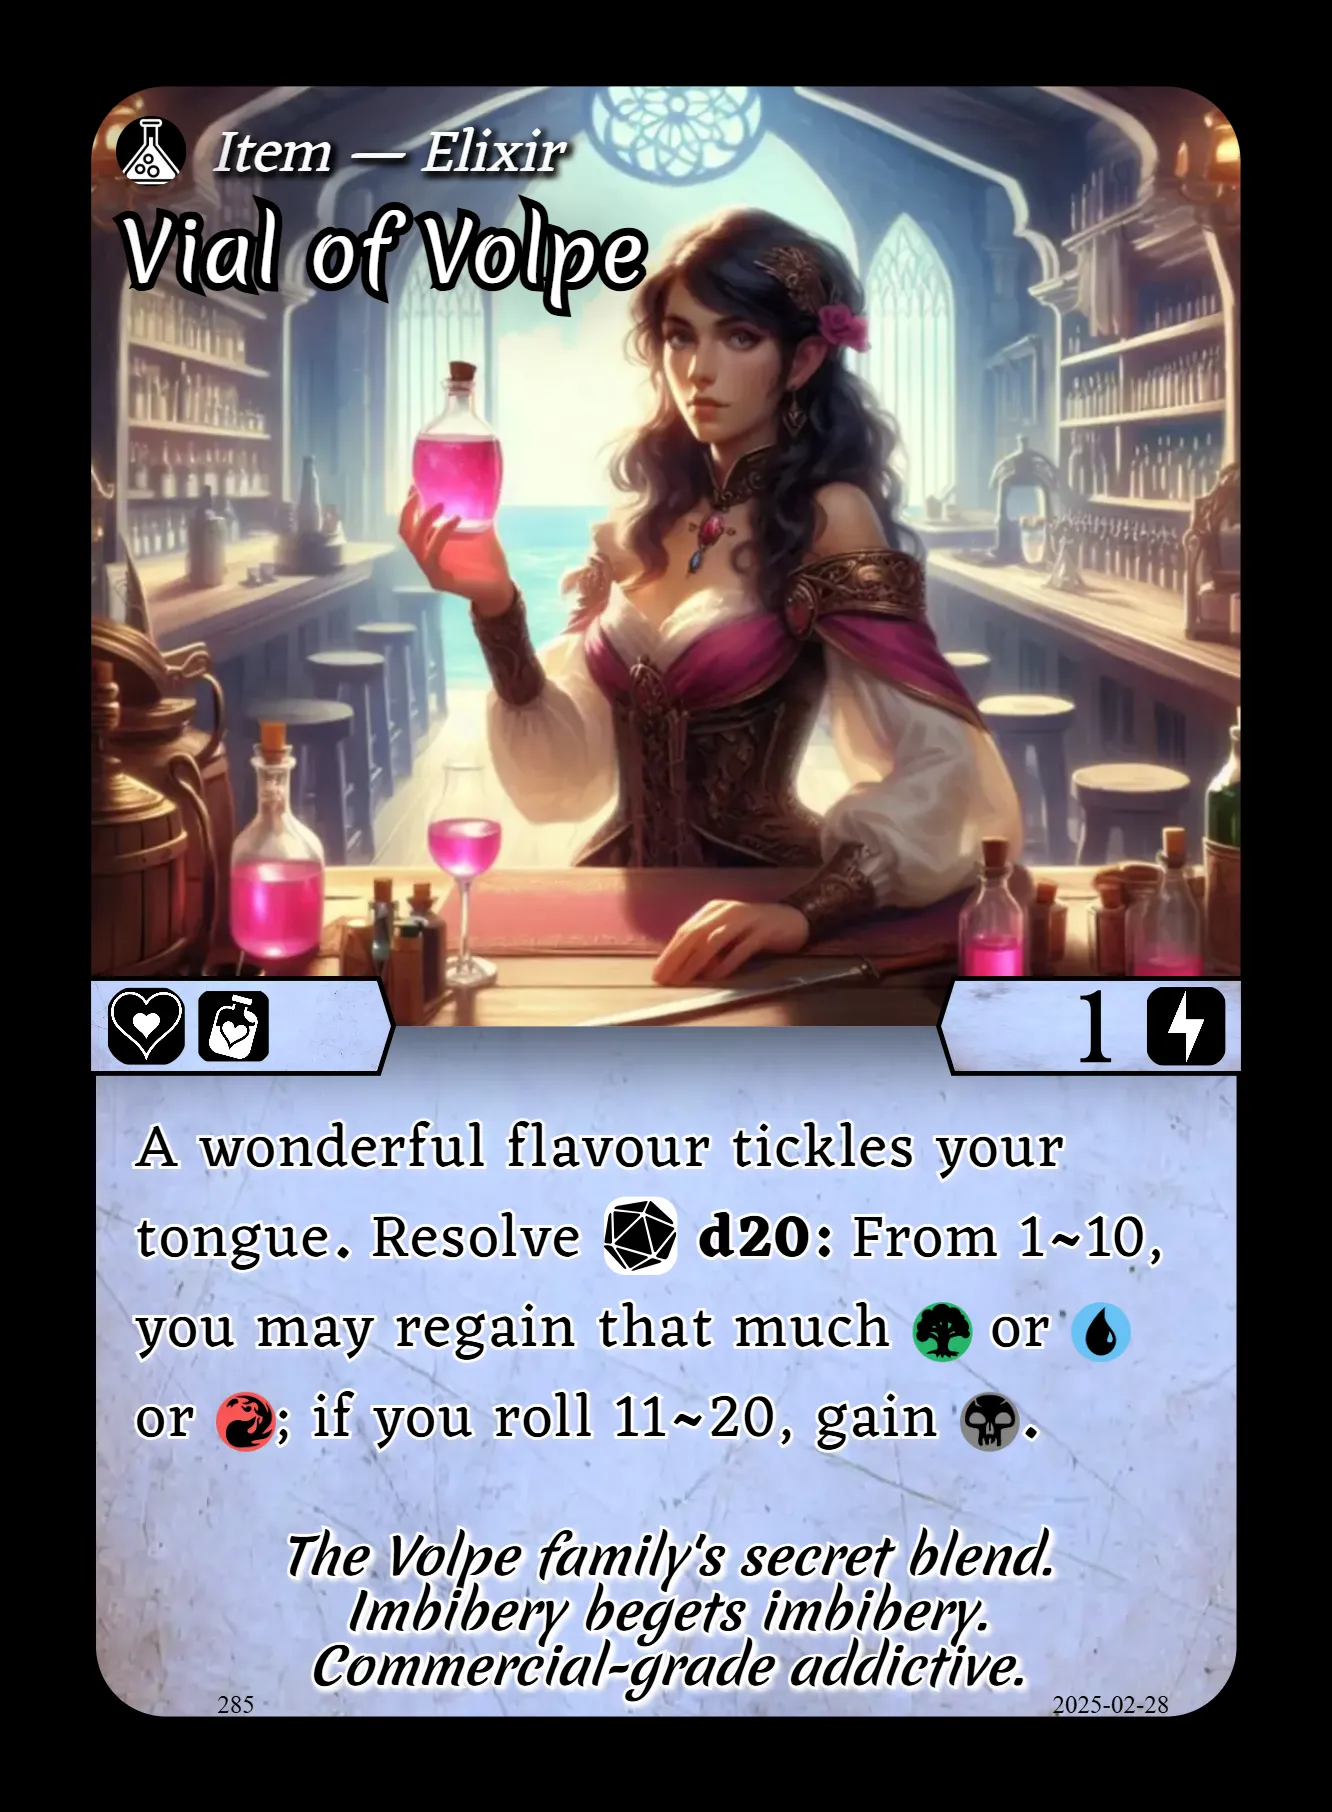 Item — Elixir
Vial of Volpe
1
A wonderful flavour tickles your
tongue. Resolve d20: From 1~10,
you may regain that much or
or ; if you roll 11~20, gain .
The Volpe family's secret blend.
Imbibery begets imbibery.
Commercial-grade addictive.
285
2025-02-28